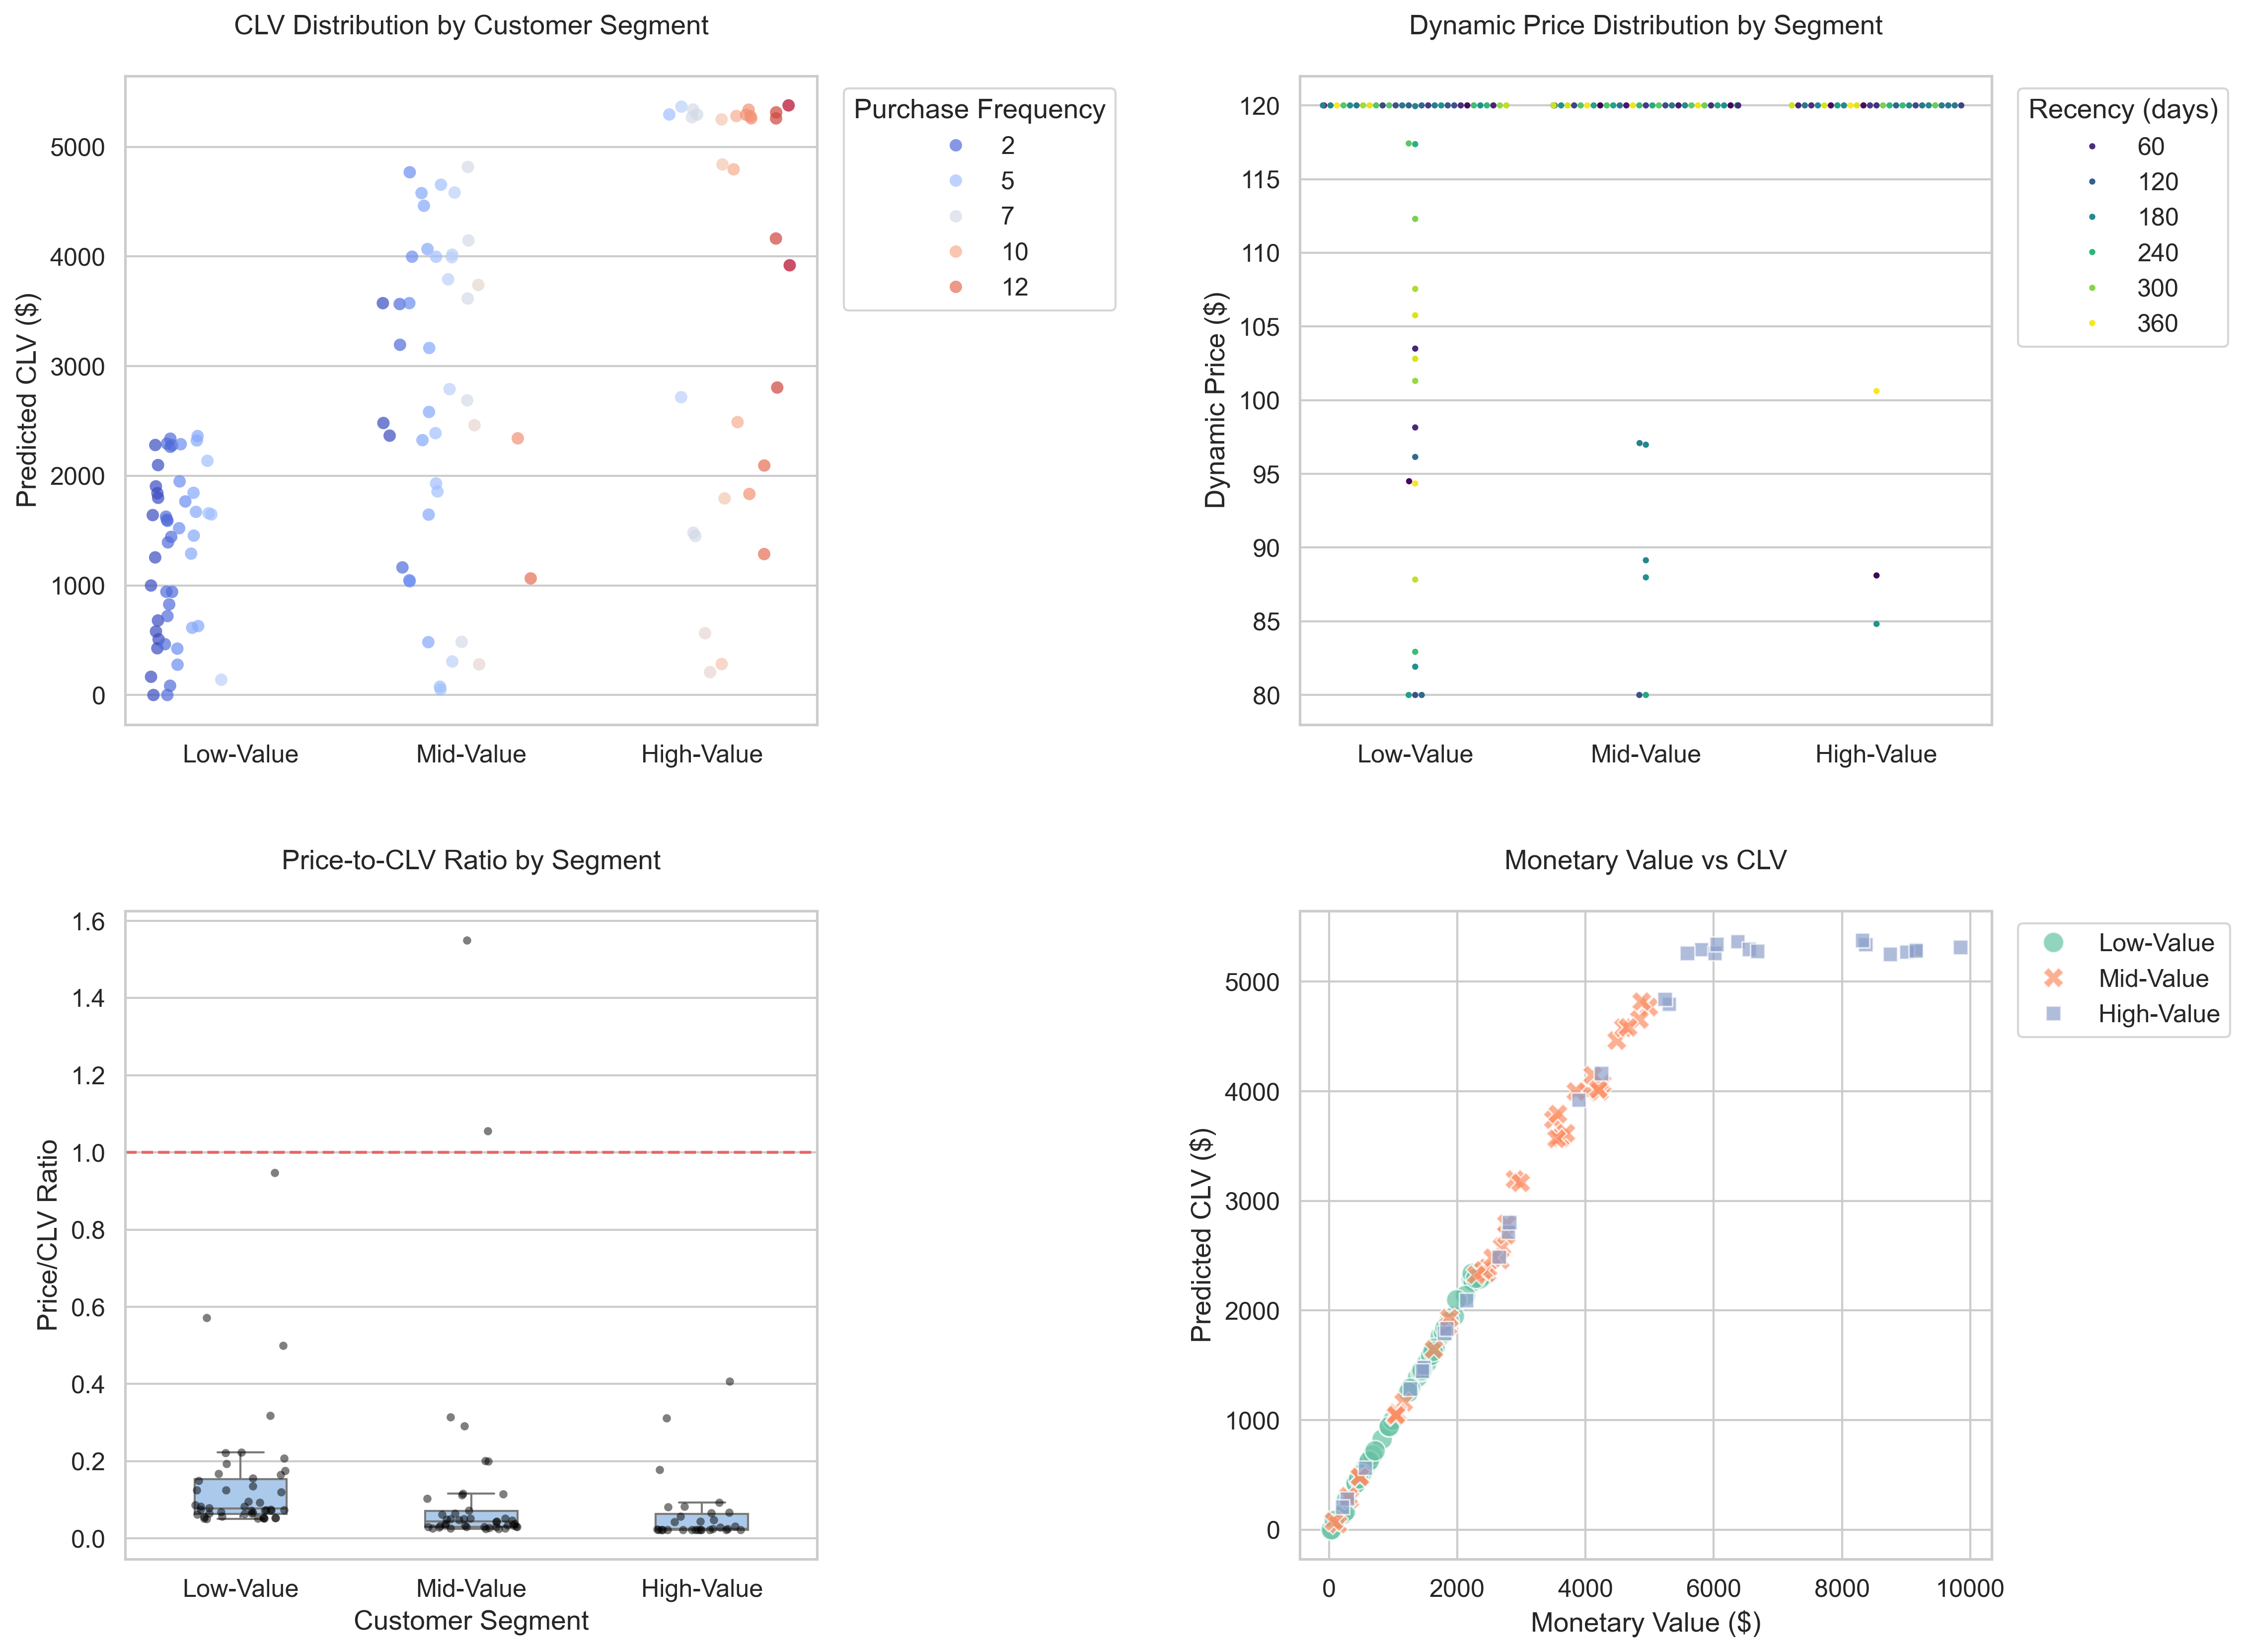 CLV Distribution by Customer Segment
Predicted CLV ($)
5000
4000
3000
2000
1000
0
Low-Value
Mid-Value
High-Value
Purchase Frequency
2
5
7
10
12
Dynamic Price Distribution by Segment
Dynamic Price ($)
120
115
110
105
100
95
90
85
80
Low-Value
Mid-Value
High-Value
Recency (days)
60
120
180
240
300
360
Price-to-CLV Ratio by Segment
Price/CLV Ratio
1.6
1.4
1.2
1.0
0.8
0.6
0.4
0.2
0.0
Low-Value
Mid-Value
High-Value
Customer Segment
Monetary Value vs CLV
Predicted CLV ($)
5000
4000
3000
2000
1000
0
0
2000
4000
6000
8000
10000
Monetary Value ($)
Low-Value
Mid-Value
High-Value